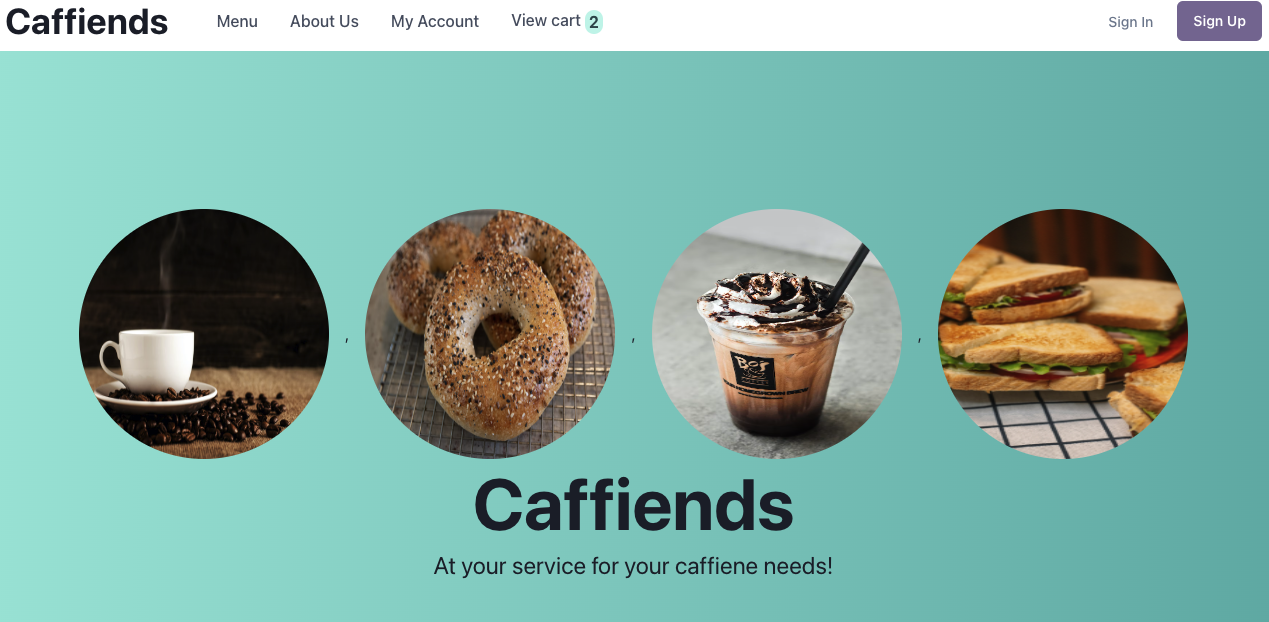 Caffiends
Menu
About Us
My Account
View cart 2
Sign In
Sign Up
, , ,
BOT
Caffiends
At your service for your caffiene needs!